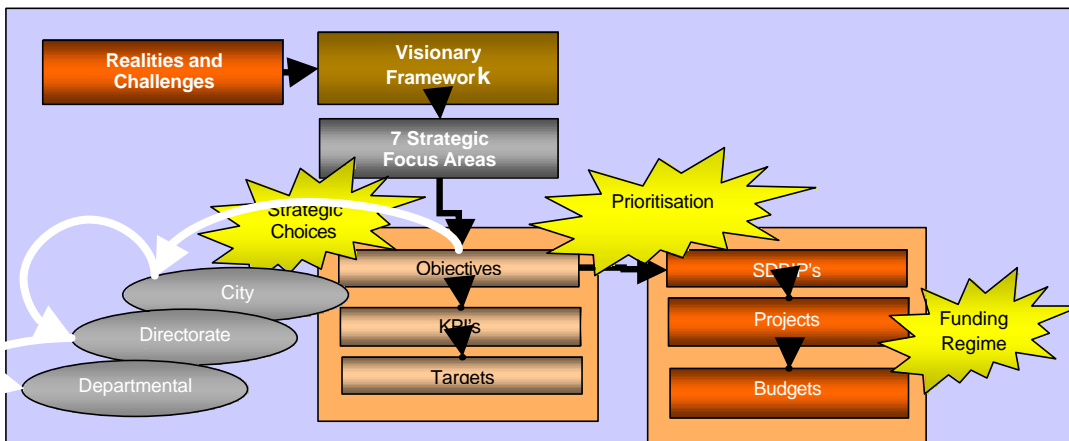 Realities and
Challenges
Visionary
Framework
7 Strategic
Focus Areas
Strategic
Choices
Prioritisation
Objectives
KPI's
Targets
City
Directorate
Departmental
SDBIP's
Projects
Budgets
Funding
Regime